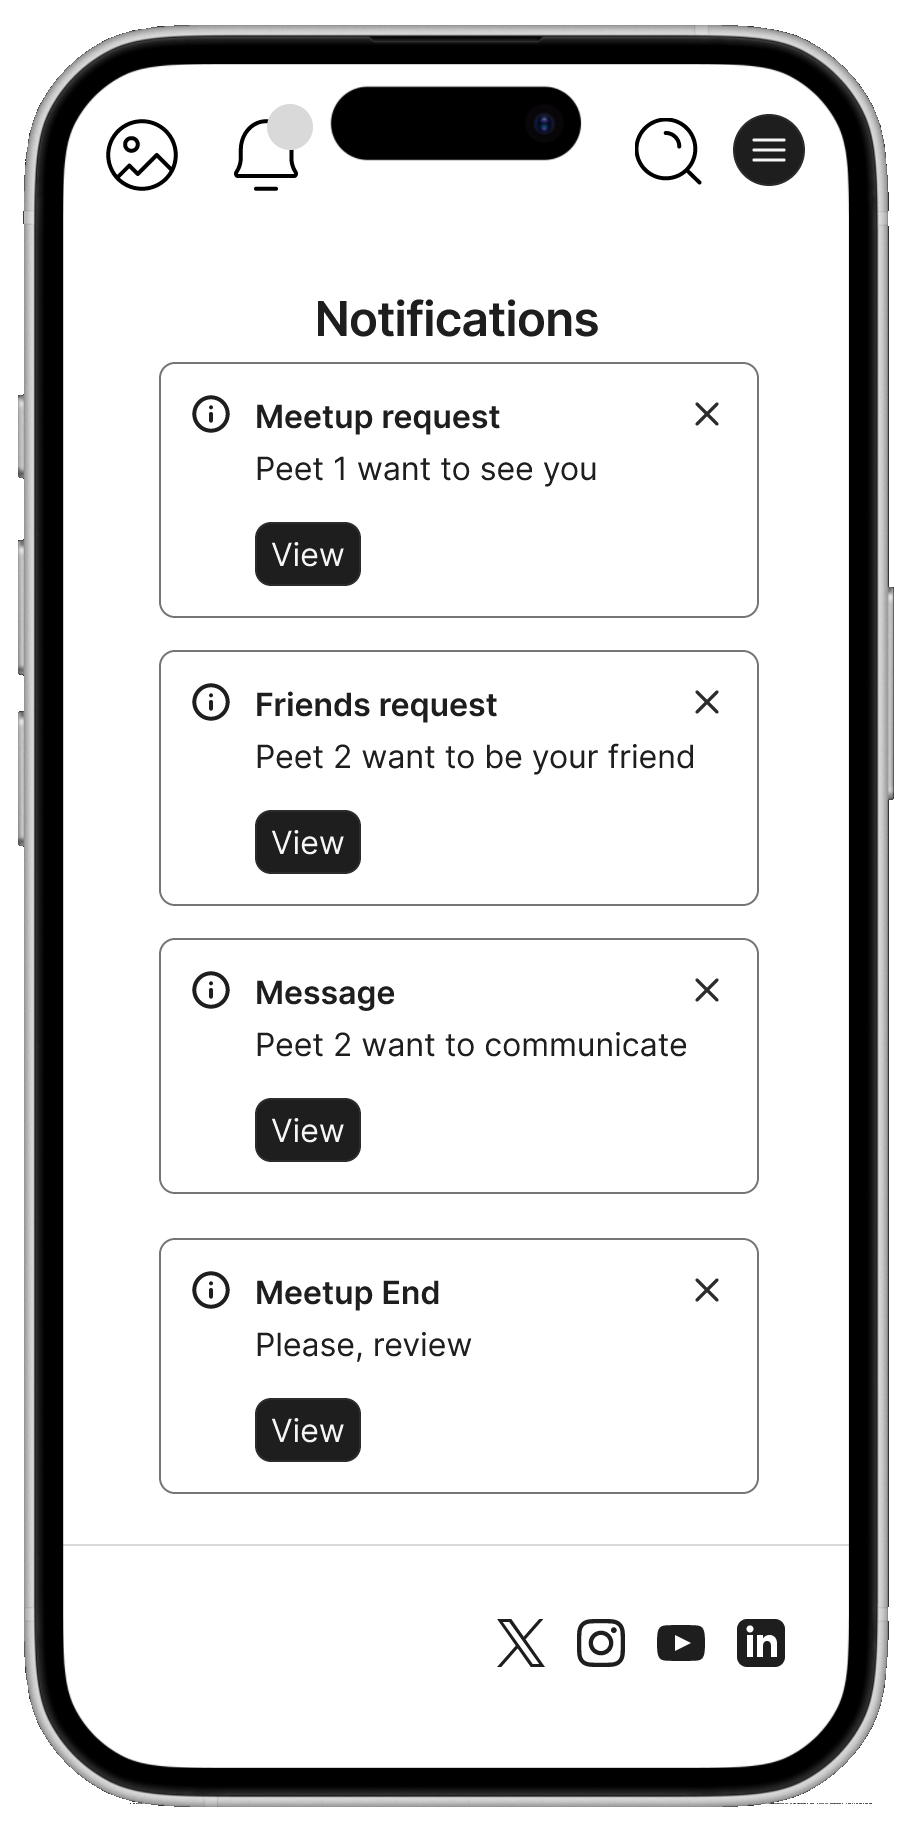 Notifications
Meetup request
Peet 1 want to see you
View
Friends request
Peet 2 want to be your friend
View
Message
Peet 2 want to communicate
View
Meetup End
Please, review
View
in